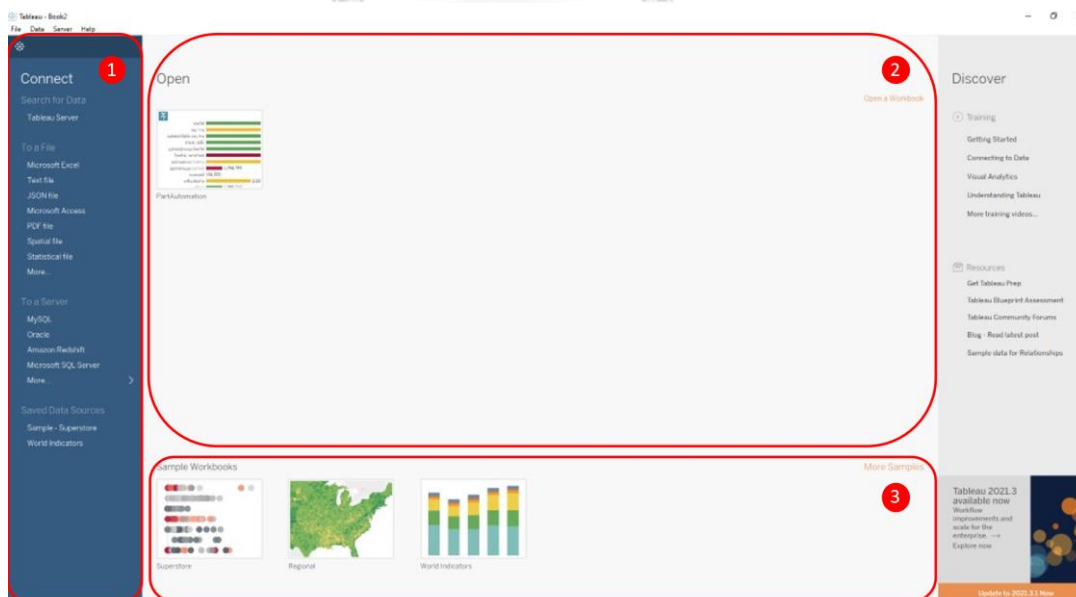 Tableau - Book2
File Data Server Help
1
Connect
Search for Data
Tableau Server
To a File
Microsoft Excel
Text file
JSON file
Microsoft Access
PDF file
Spatial file
Statistical file
More...
To a Server
MySQL
Oracle
Amazon Redshift
Microsoft SQL Server
More...
Saved Data Sources
Sample - Superstore
World Indicators
Open
2
Open a Workbook
PartAutomation
Sample Workbooks
More Samples
3
Superstore
Regional
World Indicators
Discover
Training
Getting Started
Connecting to Data
Visual Analytics
Understanding Tableau
More training videos...
Resources
Get Tableau Prep
Tableau Blueprint Assessment
Tableau Community Forums
Blog - Read latest post
Sample data for Relationships
Tableau 2021.3
available now
Workflow
improvements and
scale for the
enterprise. →
Explore now
Update to 2021.3.1 Now